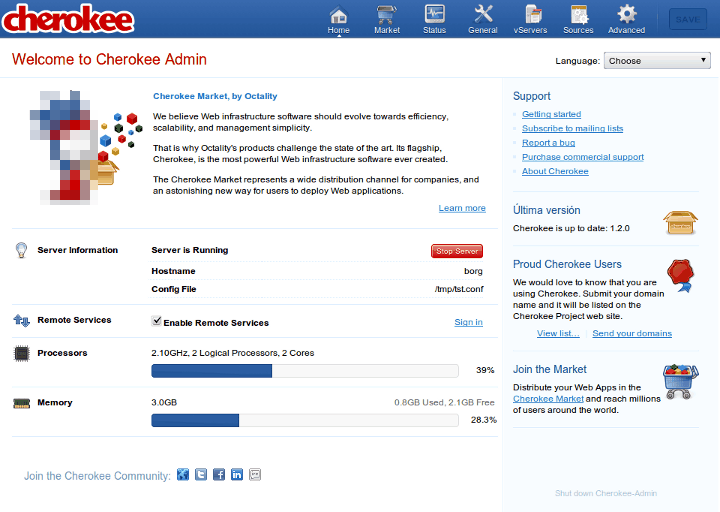 cherokee
Home
Market
Status
General
vServers
Sources
Advanced
SAVE
Welcome to Cherokee Admin
Language:
Choose
Cherokee Market, by Octality
We believe Web infrastructure software should evolve towards efficiency,
scalability, and management simplicity.
That is why Octality's products challenge the state of the art. Its flagship,
Cherokee, is the most powerful Web infrastructure software ever created.
The Cherokee Market represents a wide distribution channel for companies, and
an astonishing new way for users to deploy Web applications.
Learn more
Server Information
Server is Running
Stop Server
Hostname
borg
Config File
/tmp/tst.conf
Remote Services
Enable Remote Services
Sign in
Processors
2.10GHz, 2 Logical Processors, 2 Cores
39%
Memory
3.0GB
0.8GB Used, 2.1GB Free
28.3%
Join the Cherokee Community:
Support
Getting started
Subscribe to mailing lists
Report a bug
Purchase commercial support
About Cherokee
Última versión
Cherokee is up to date: 1.2.0
Proud Cherokee Users
We would love to know that you are
using Cherokee. Submit your domain
name and it will be listed on the
Cherokee Project web site.
View list…
Send your domains
Join the Market
Distribute your Web Apps in the
Cherokee Market and reach millions
of users around the world.
Shut down Cherokee-Admin